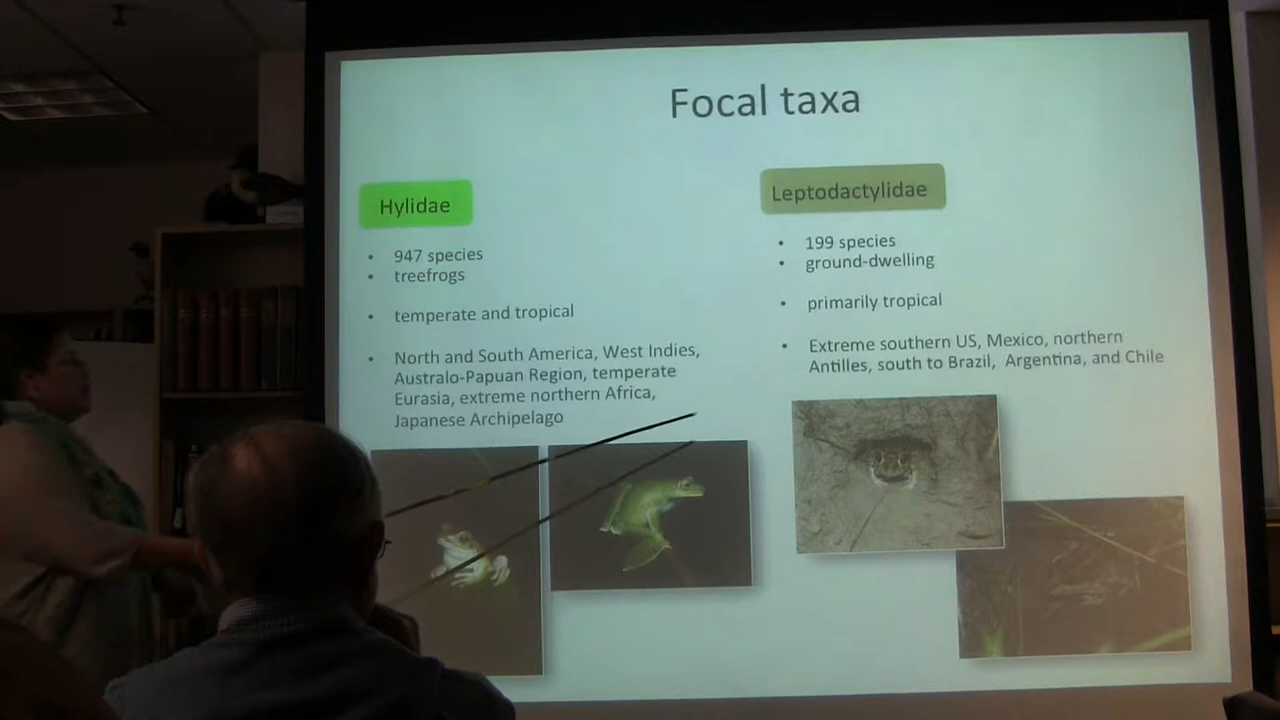 Focal taxa
Hylidae
• 947 species
• treefrogs
• temperate and tropical
• North and South America, West Indies,
Australo-Papuan Region, temperate
Eurasia, extreme northern Africa,
Japanese Archipelago
Leptodactylidae
• 199 species
• ground-dwelling
• primarily tropical
• Extreme southern US, Mexico, northern
Antilles, south to Brazil, Argentina, and Chile